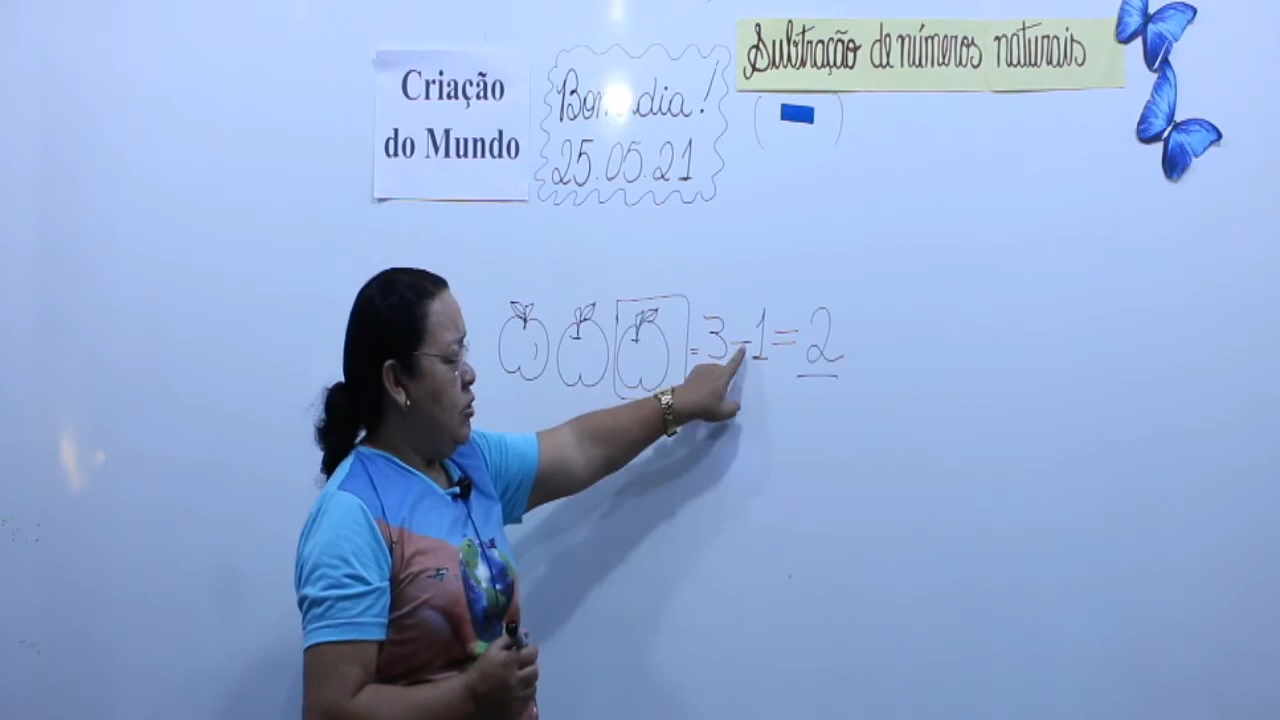 Criação
do Mundo
Bom dia!
25.05.21
Subtração de números naturais
(-)
= 3-1=2